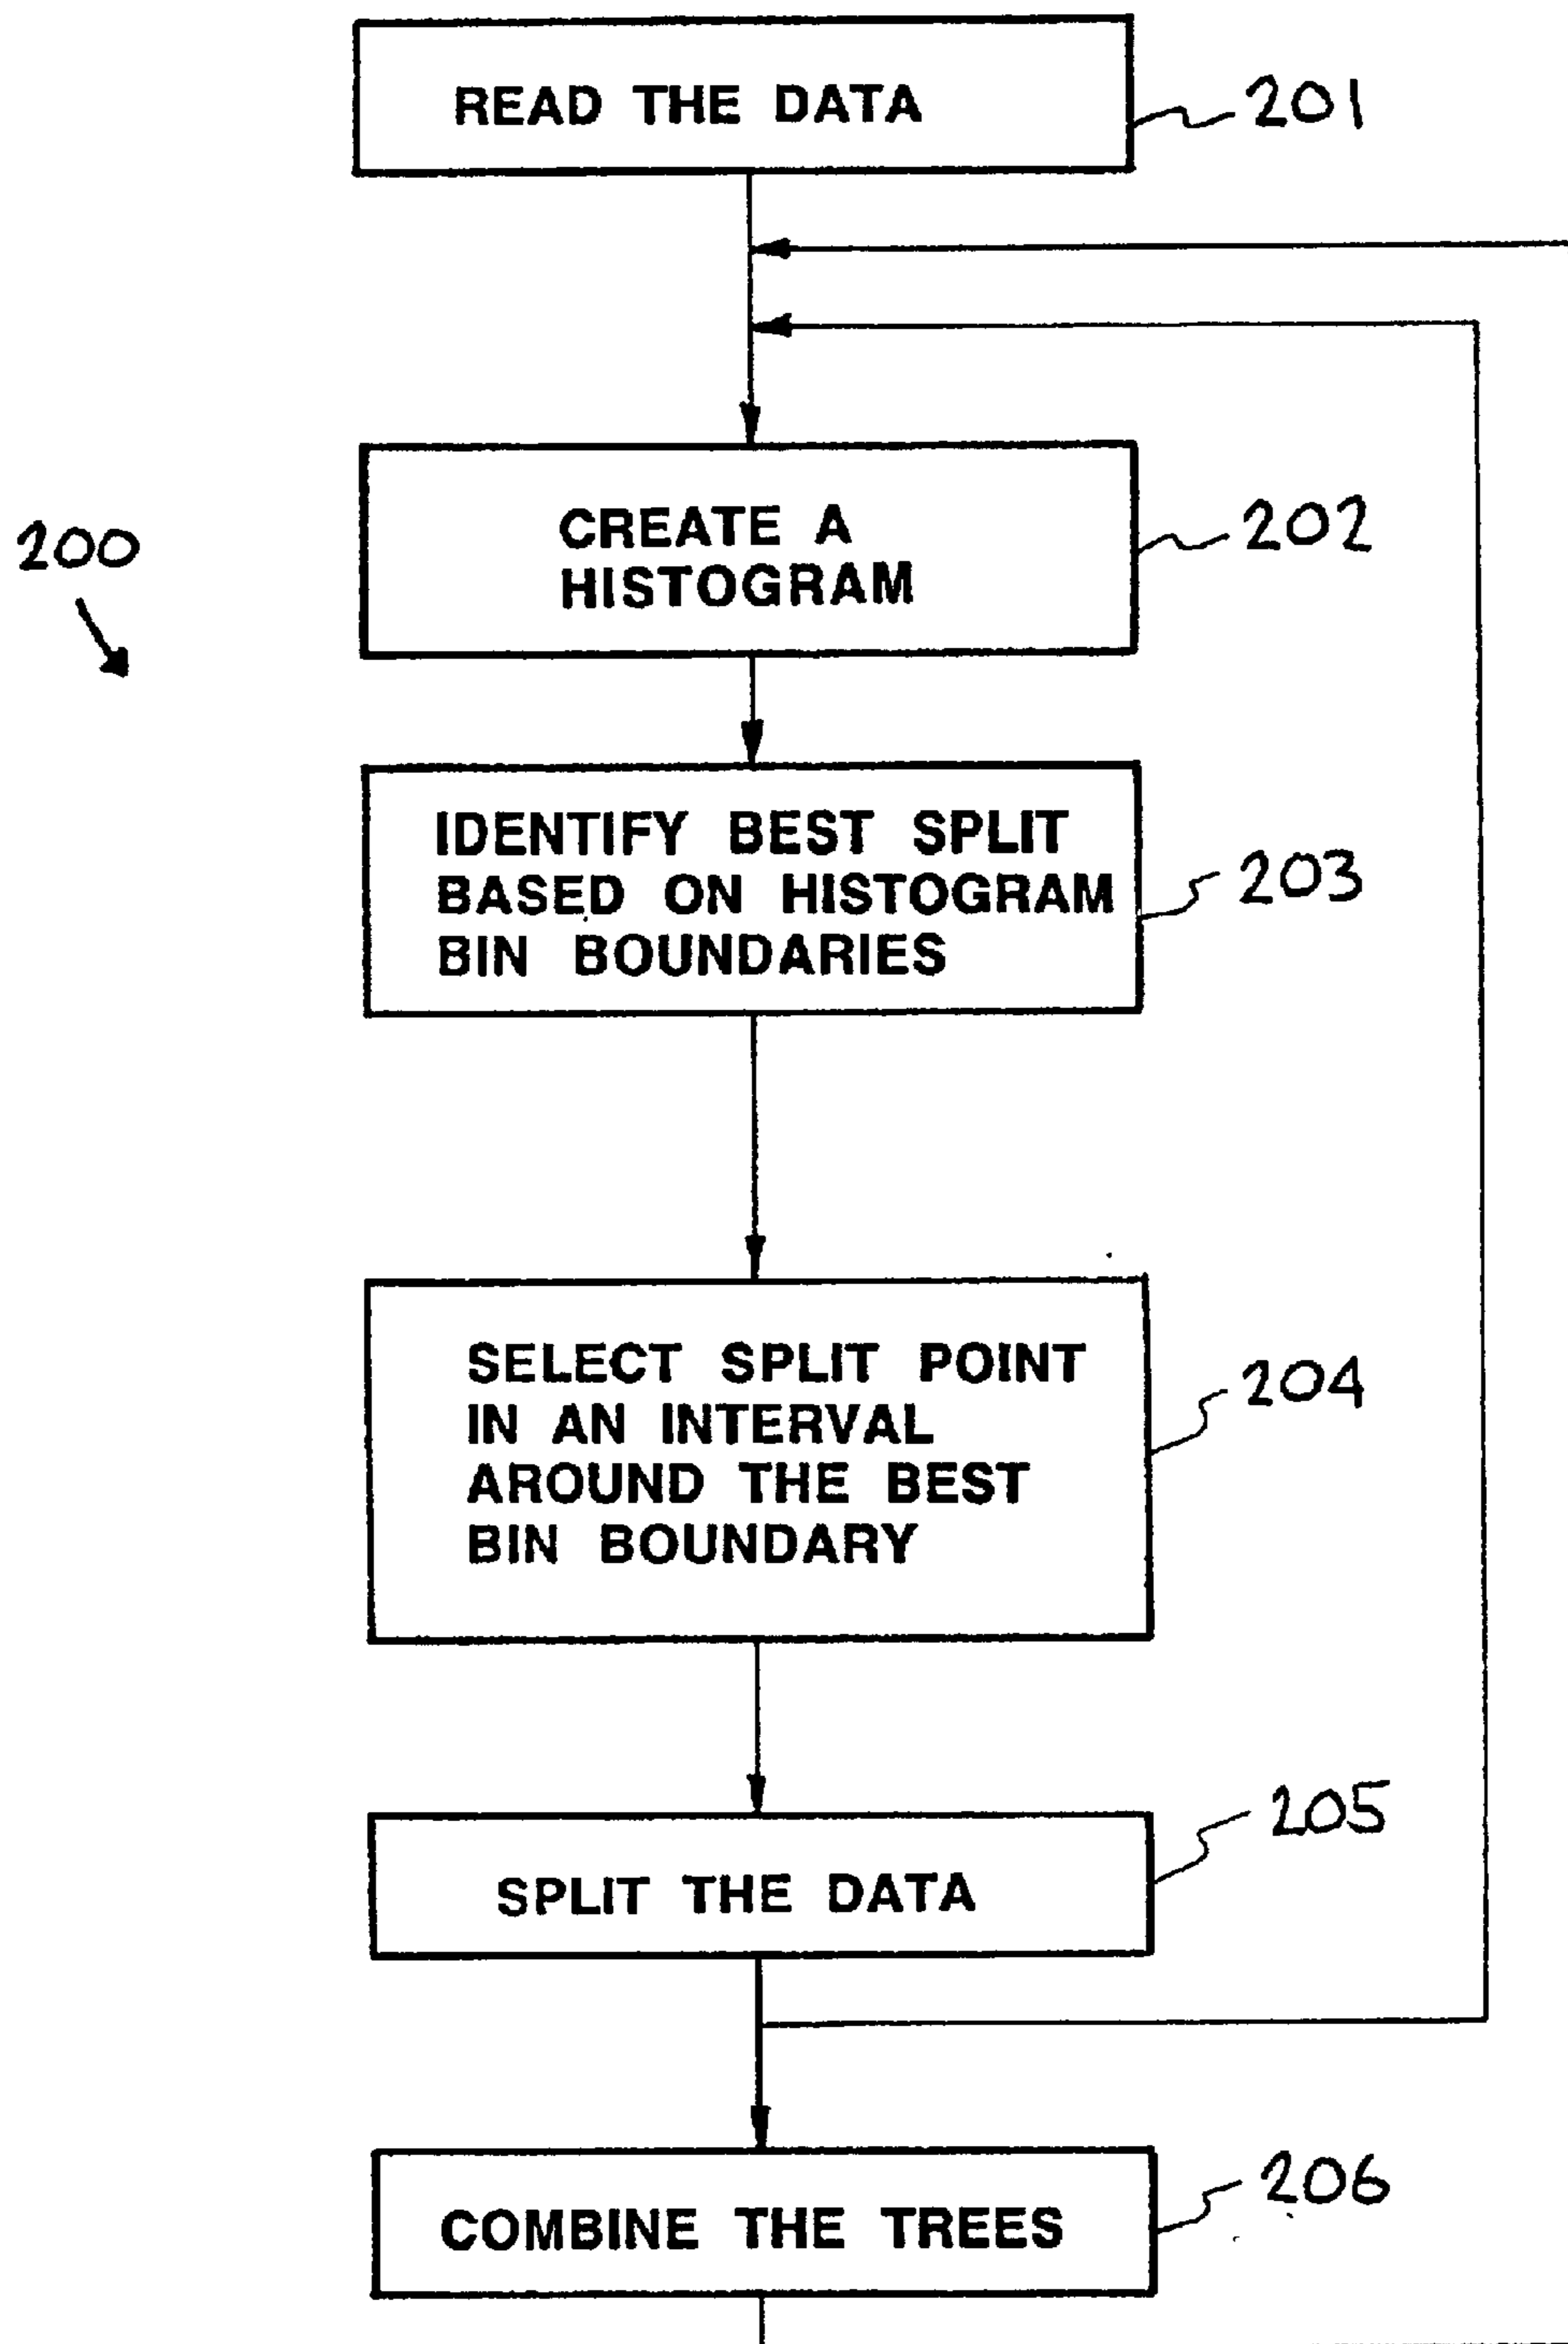 READ THE DATA
201
200
CREATE A
HISTOGRAM
202
IDENTIFY BEST SPLIT
BASED ON HISTOGRAM
BIN BOUNDARIES
203
SELECT SPLIT POINT
IN AN INTERVAL
AROUND THE BEST
BIN BOUNDARY
204
SPLIT THE DATA
205
COMBINE THE TREES
206